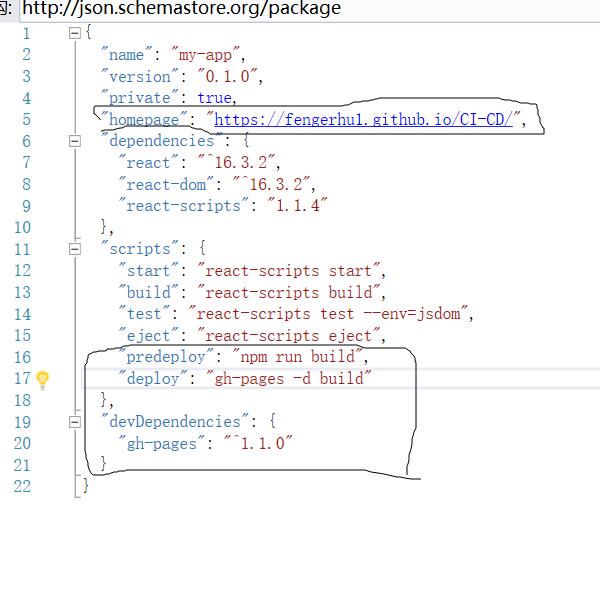 : http://json.schemastore.org/package
1 {
2 "name": "my-app",
3 "version": "0.1.0",
4 "private": true,
5 "homepage": "https://fengerhu1.github.io/CI-CD/",
6 "dependencies": {
7 "react": "^16.3.2",
8 "react-dom": "^16.3.2",
9 "react-scripts": "1.1.4"
10 },
11 "scripts": {
12 "start": "react-scripts start",
13 "build": "react-scripts build",
14 "test": "react-scripts test --env=jsdom",
15 "eject": "react-scripts eject",
16 "predeploy": "npm run build",
17 "deploy": "gh-pages -d build"
18 },
19 "devDependencies": {
20 "gh-pages": "^1.1.0"
21 }
22 }